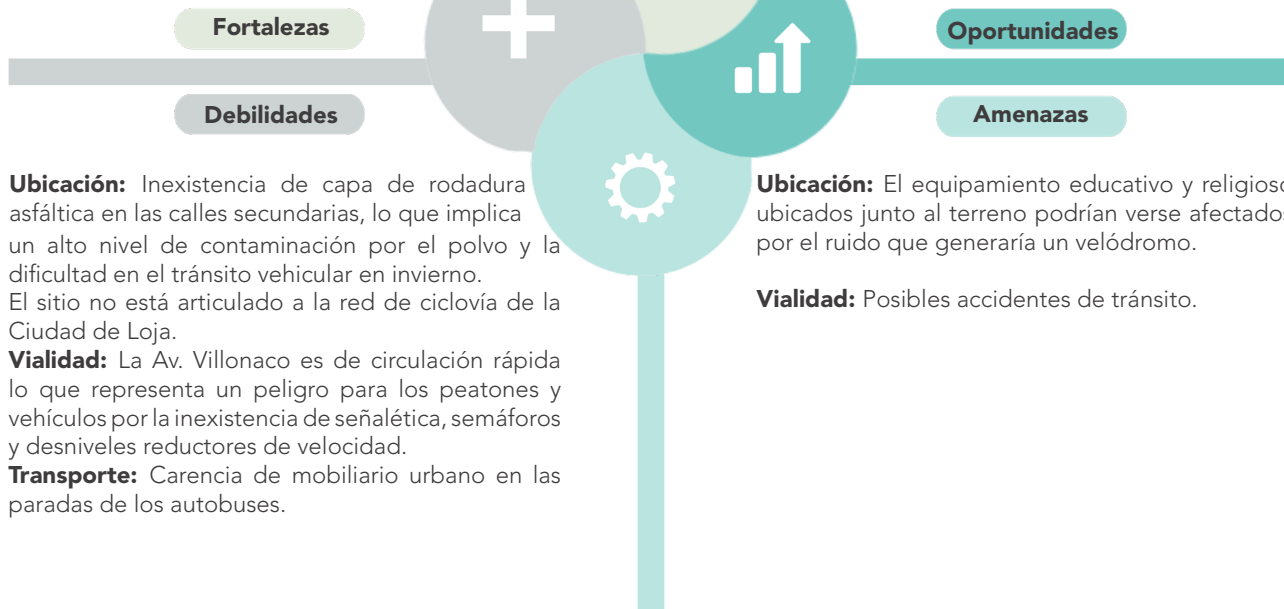 Fortalezas
Debilidades
Ubicación: Inexistencia de capa de rodadura
asfáltica en las calles secundarias, lo que implica
un alto nivel de contaminación por el polvo y la
dificultad en el tránsito vehicular en invierno.
El sitio no está articulado a la red de ciclovía de la
Ciudad de Loja.
Vialidad: La Av. Villonaco es de circulación rápida
lo que representa un peligro para los peatones y
vehículos por la inexistencia de señalética, semáforos
y desniveles reductores de velocidad.
Transporte: Carencia de mobiliario urbano en las
paradas de los autobuses.
Oportunidades
Amenazas
Ubicación: El equipamiento educativo y religioso
ubicados junto al terreno podrían verse afectados
por el ruido que generaría un velódromo.
Vialidad: Posibles accidentes de tránsito.